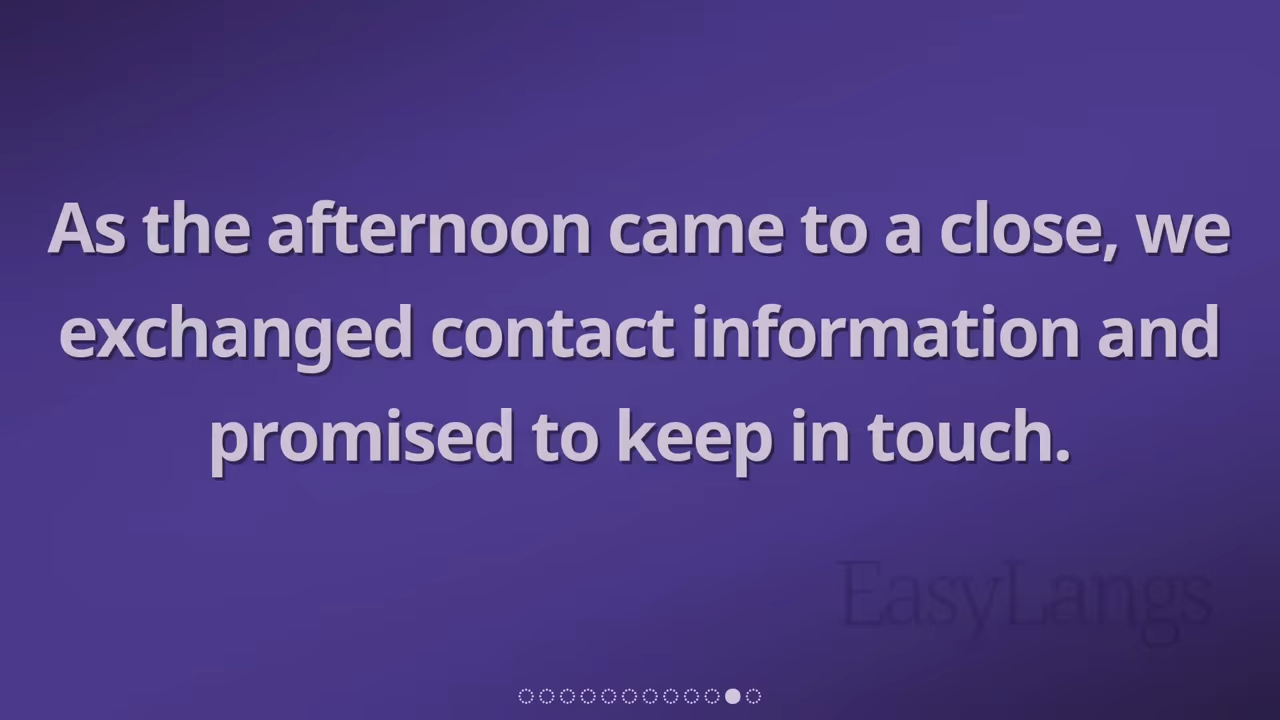 As the afternoon came to a close, we
exchanged contact information and
promised to keep in touch.
EasyLangs